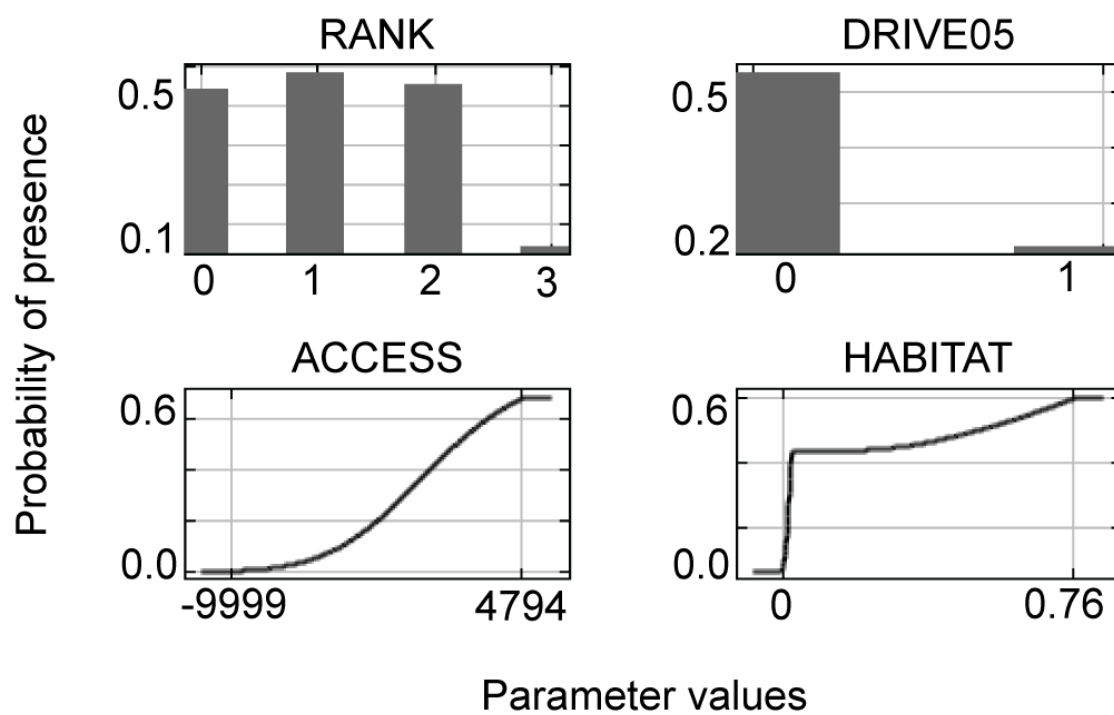 RANK
DRIVE05
0.5
0.1
0 1 2 3
0.5
0.2
0 1
Probability of presence
ACCESS
HABITAT
0.6
0.0
-9999 4794
0.6
0.0
0 0.76
Parameter values